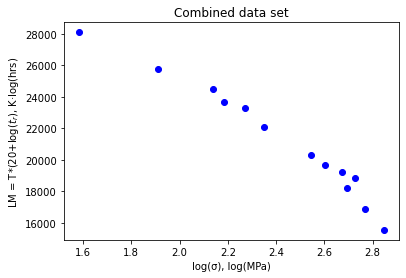 Combined data set
LM = T*(20+log(t_r), K·log(hrs)
28000
26000
24000
22000
20000
18000
16000
1.6 1.8 2.0 2.2 2.4 2.6 2.8
log(σ), log(MPa)